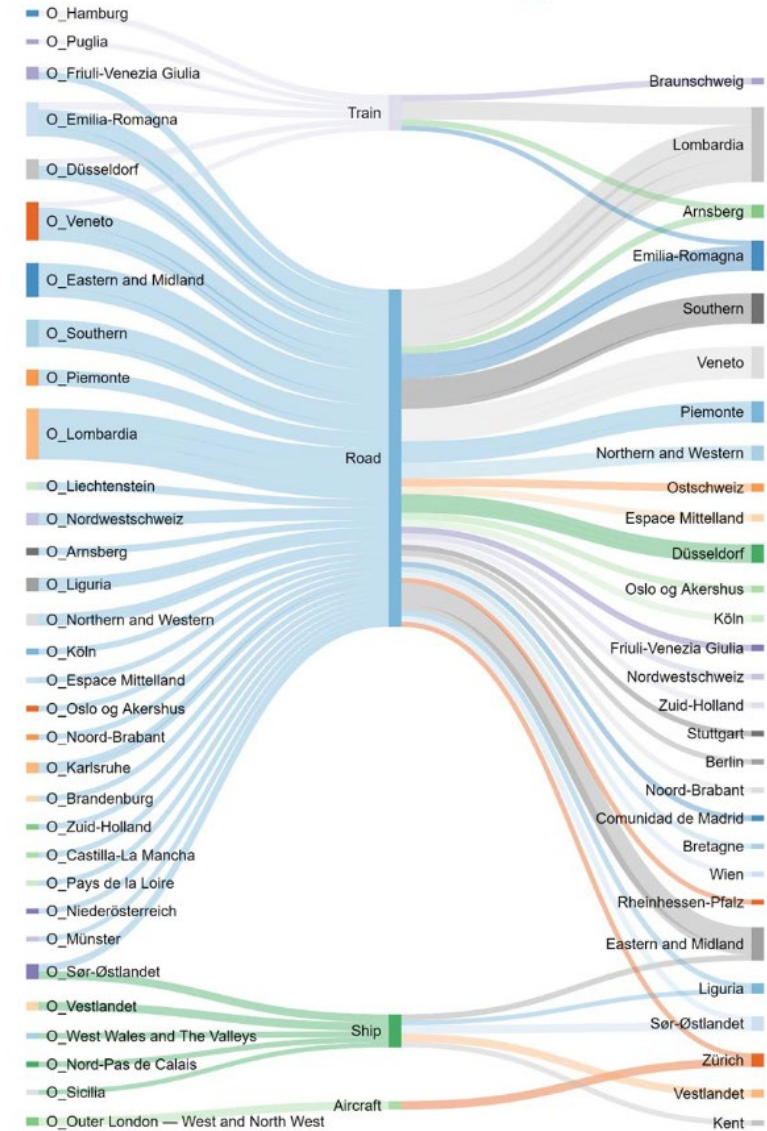 O_Hamburg
O_Puglia
O_Friuli-Venezia Giulia
O_Emilia-Romagna
O_Düsseldorf
O_Veneto
O_Eastern and Midland
O_Southern
O_Piemonte
O_Lombardia
O_Liechtenstein
O_Nordwestschweiz
O_Arnsberg
O_Liguria
O_Northern and Western
O_Köln
O_Espace Mittelland
O_Oslo og Akershus
O_Noord-Brabant
O_Karlsruhe
O_Brandenburg
O_Zuid-Holland
O_Castilla-La Mancha
O_Pays de la Loire
O_Niederösterreich
O_Münster
O_Sør-Østlandet
O_Vestlandet
O_West Wales and The Valleys
O_Nord-Pas de Calais
O_Sicilia
O_Outer London — West and North West
Train
Road
Ship
Aircraft
Braunschweig
Lombardia
Arnsberg
Emilia-Romagna
Southern
Veneto
Piemonte
Northern and Western
Ostschweiz
Espace Mittelland
Düsseldorf
Oslo og Akershus
Köln
Friuli-Venezia Giulia
Nordwestschweiz
Zuid-Holland
Stuttgart
Berlin
Noord-Brabant
Comunidad de Madrid
Bretagne
Wien
Rheinhessen-Pfalz
Eastern and Midland
Liguria
Sør-Østlandet
Zürich
Vestlandet
Kent